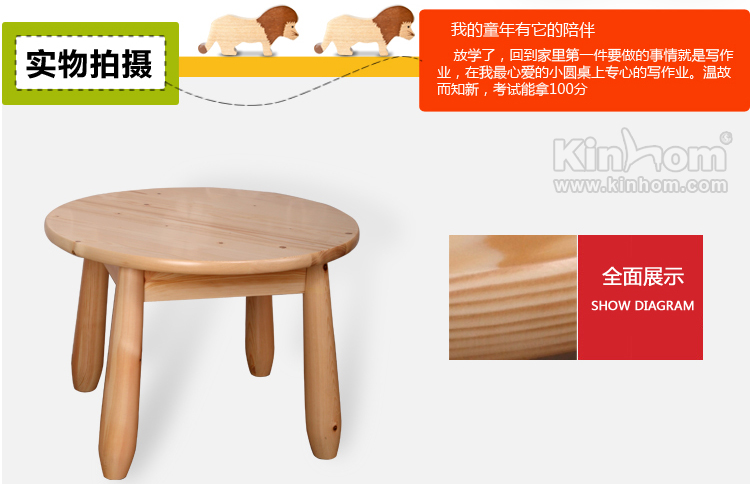 实物拍摄
我的童年有它的陪伴
放学了，回到家里第一件要做的事情就是写作
业，在我最心爱的小圆桌上专心的写作业。温故
而知新，考试能拿100分
Kinhom
www.kinhom.com
全面展示
SHOW DIAGRAM